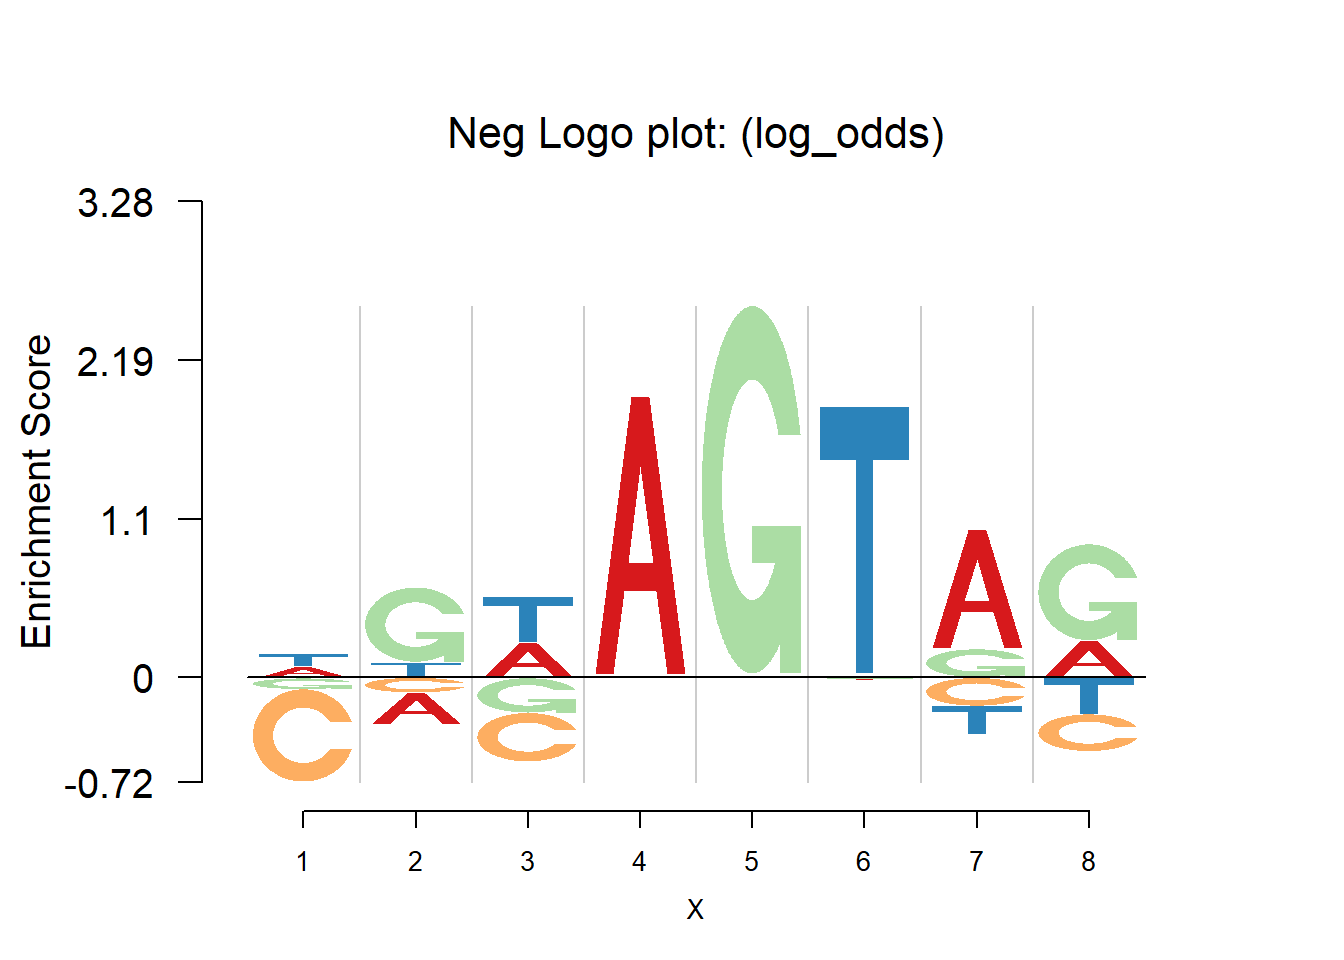 Neg Logo plot: (log_odds)
3.28
2.19
1.1
0
-0.72
Enrichment Score
T A G C
G T C A
T A G C
A
G
T
A G C T
G A T C
1 2 3 4 5 6 7 8
X